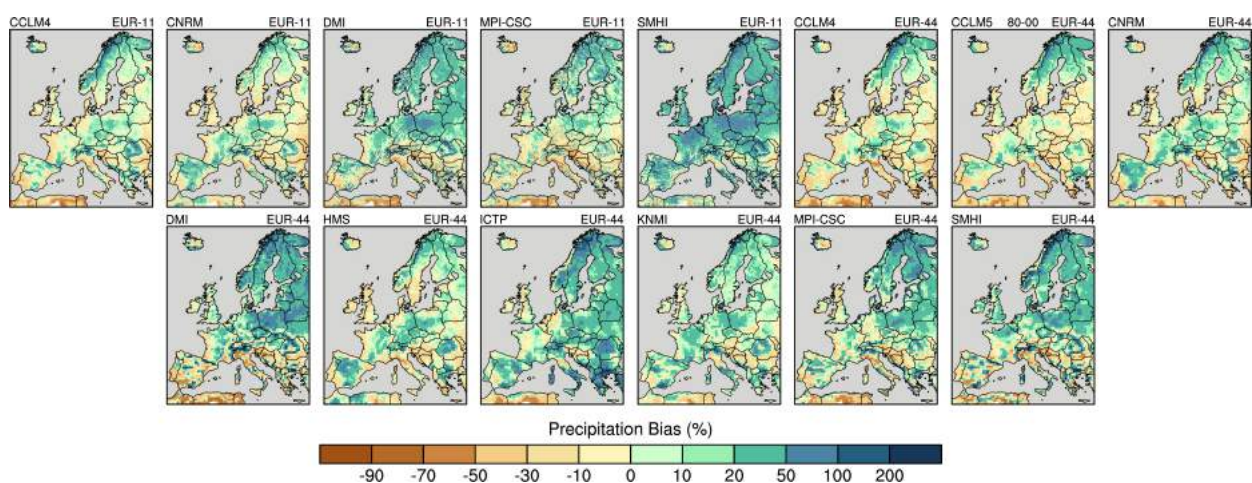 CCLM4 EUR-11 CNRM EUR-11 DMI EUR-11 MPI-CSC EUR-11 SMHI EUR-11 CCLM4 EUR-44 CCLM5 80-00 EUR-44 CNRM EUR-44
DMI EUR-44 HMS EUR-44 ICTP EUR-44 KNMI EUR-44 MPI-CSC EUR-44 SMHI EUR-44
Precipitation Bias (%)
-90 -70 -50 -30 -10 0 10 20 50 100 200